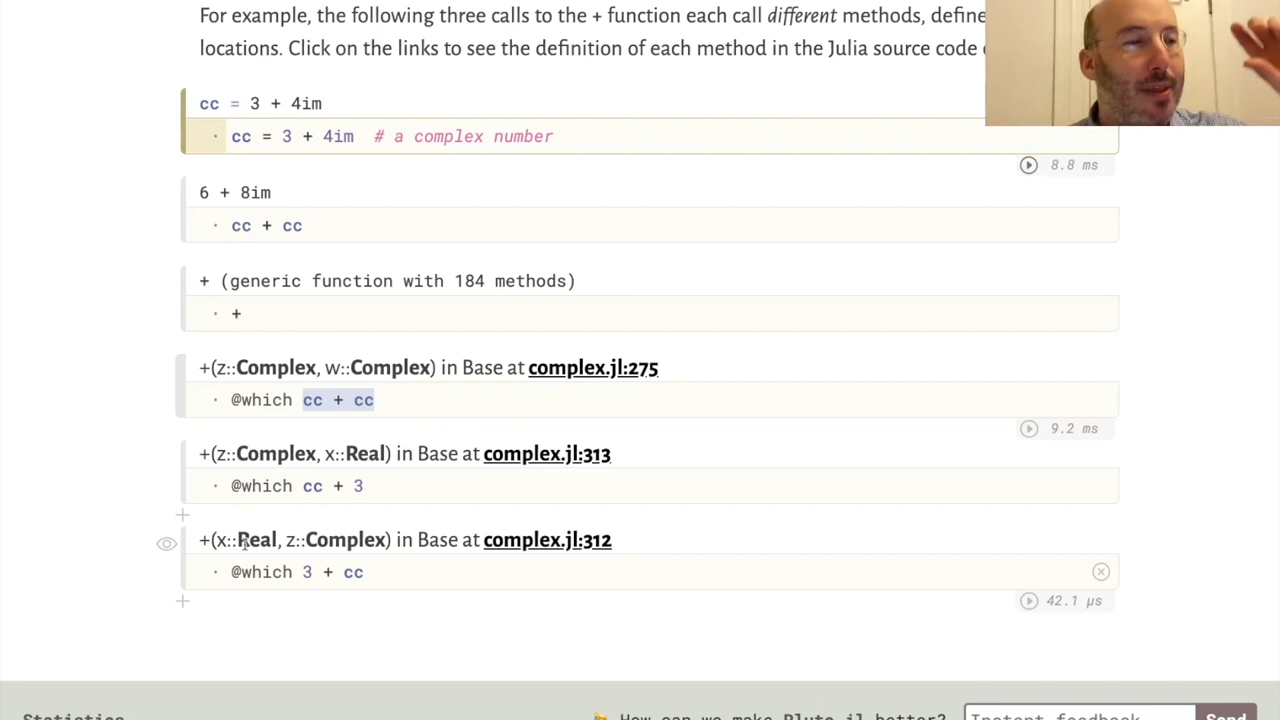 For example, the following three calls to the + function each call different methods, define
locations. Click on the links to see the definition of each method in the Julia source code
cc = 3 + 4im
· cc = 3 + 4im # a complex number
8.8 ms
6 + 8im
· cc + cc
+ (generic function with 184 methods)
· +
+(z::Complex, w::Complex) in Base at complex.jl:275
· @which cc + cc
9.2 ms
+(z::Complex, x::Real) in Base at complex.jl:313
· @which cc + 3
+(x::Real, z::Complex) in Base at complex.jl:312
· @which 3 + cc
42.1 μs
Statistics
How can we make Pluto.jl better?
Instant feedback
Send